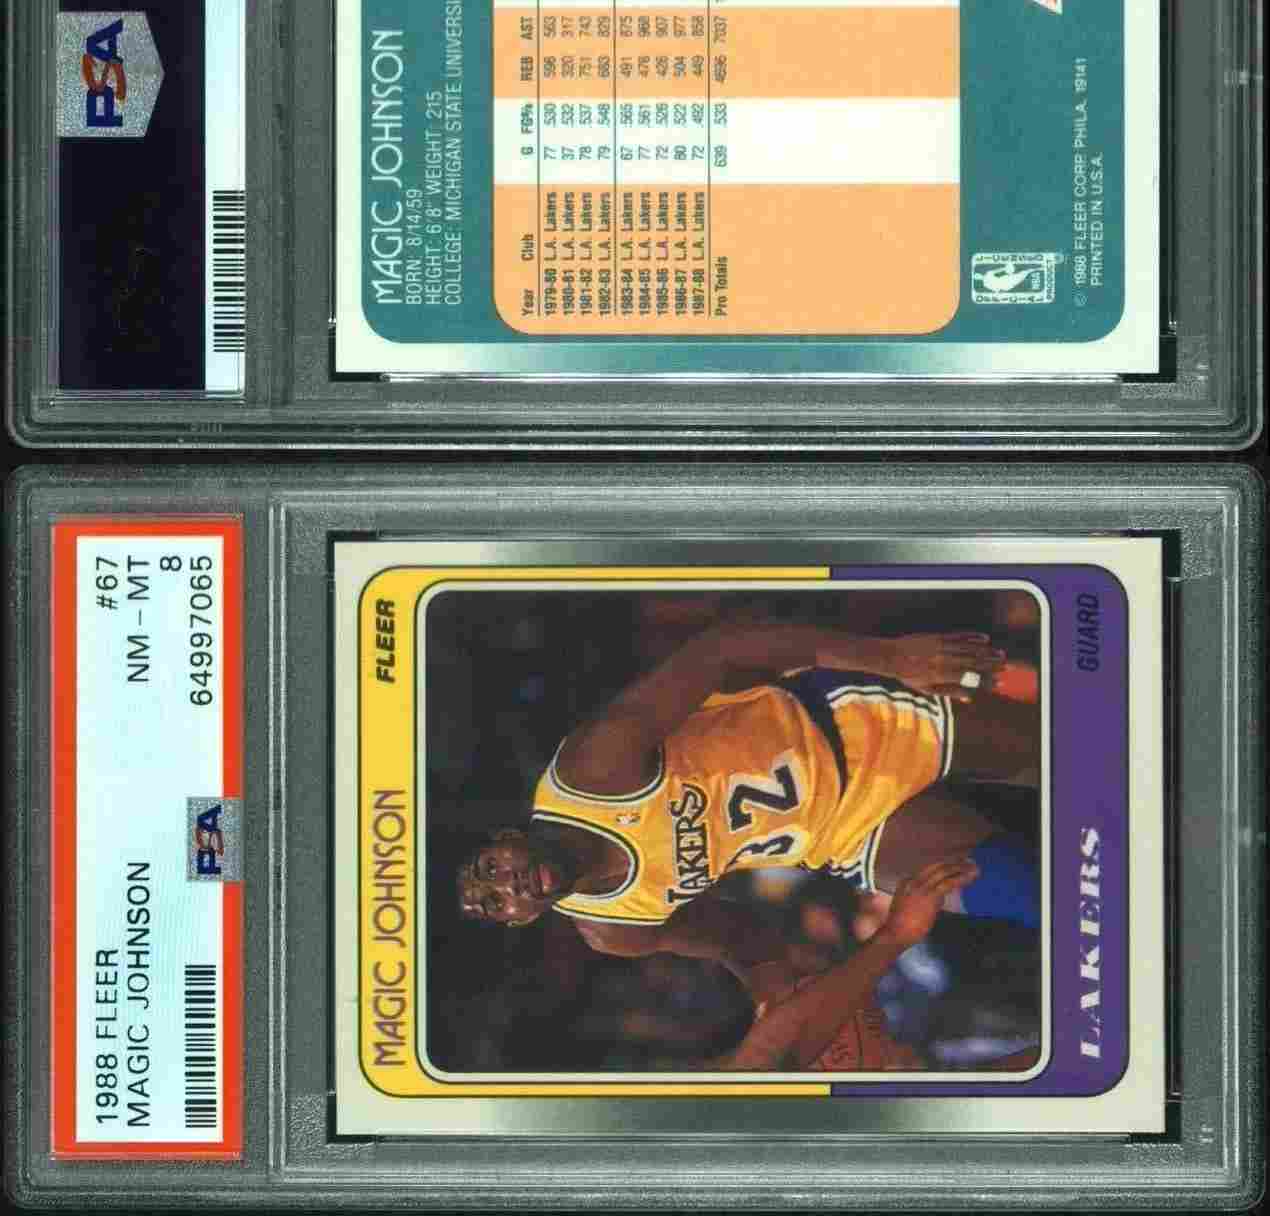 1988 FLEER #67
MAGIC JOHNSON NM - MT
8
PSA 64997065
MAGIC JOHNSON FLEER
LAKERS
32
LAKERS GUARD
PSA
MAGIC JOHNSON
BORN: 8/14/59
HEIGHT: 6'8" WEIGHT: 215
COLLEGE: MICHIGAN STATE
Year Club G FG% REB AST
1979-80 L.A. Lakers 77 .530 596 563
1980-81 L.A. Lakers 37 .532 320 317
1981-82 L.A. Lakers 78 .537 751 743
1982-83 L.A. Lakers 79 .548 683 829
1983-84 L.A. Lakers 67 .565 491 875
1984-85 L.A. Lakers 77 .561 476 968
1985-86 L.A. Lakers 72 .526 426 907
1986-87 L.A. Lakers 80 .522 504 977
1987-88 L.A. Lakers 72 .492 449 858
Pro Totals 639 .533 4696 7037
OFFICIAL LICENSED
NBA
PRODUCT
© 1988 FLEER CORP. PHILA. 19141
PRINTED IN U.S.A.